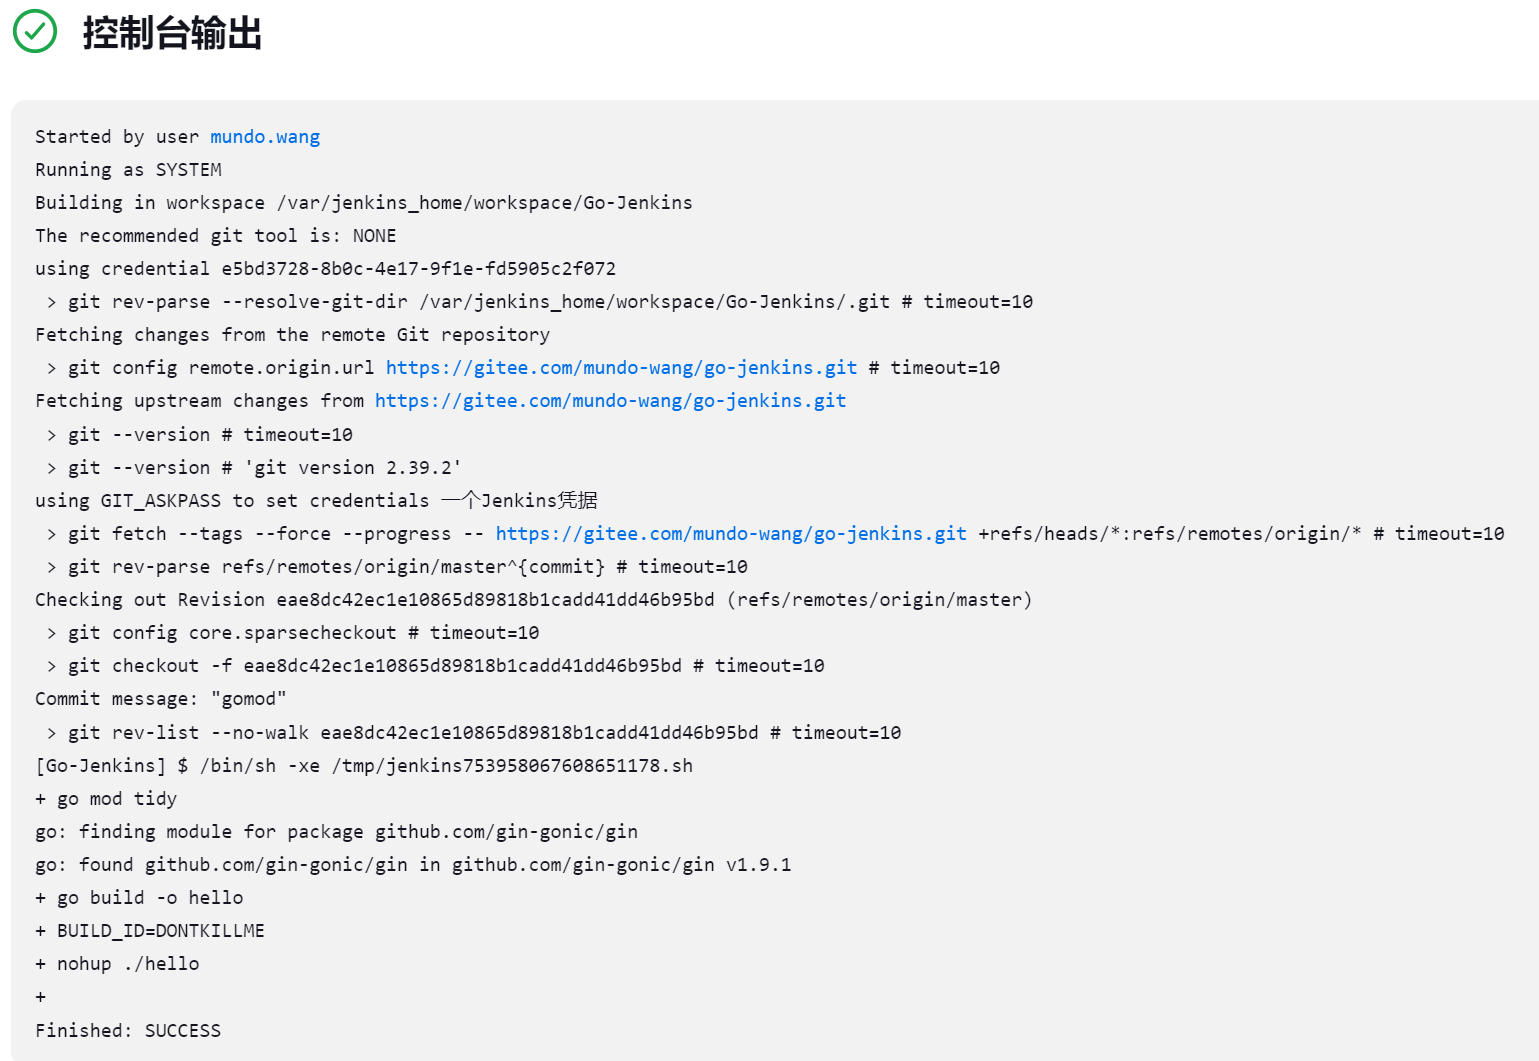 控制台输出
Started by user mundo.wang
Running as SYSTEM
Building in workspace /var/jenkins_home/workspace/Go-Jenkins
The recommended git tool is: NONE
using credential e5bd3728-8b0c-4e17-9f1e-fd5905c2f072
 > git rev-parse --resolve-git-dir /var/jenkins_home/workspace/Go-Jenkins/.git # timeout=10
Fetching changes from the remote Git repository
 > git config remote.origin.url https://gitee.com/mundo-wang/go-jenkins.git # timeout=10
Fetching upstream changes from https://gitee.com/mundo-wang/go-jenkins.git
 > git --version # timeout=10
 > git --version # 'git version 2.39.2'
using GIT_ASKPASS to set credentials 一个Jenkins凭据
 > git fetch --tags --force --progress -- https://gitee.com/mundo-wang/go-jenkins.git +refs/heads/*:refs/remotes/origin/* # timeout=10
 > git rev-parse refs/remotes/origin/master^{commit} # timeout=10
Checking out Revision eae8dc42ec1e10865d89818b1cadd41dd46b95bd (refs/remotes/origin/master)
 > git config core.sparsecheckout # timeout=10
 > git checkout -f eae8dc42ec1e10865d89818b1cadd41dd46b95bd # timeout=10
Commit message: "gomod"
 > git rev-list --no-walk eae8dc42ec1e10865d89818b1cadd41dd46b95bd # timeout=10
[Go-Jenkins] $ /bin/sh -xe /tmp/jenkins753958067608651178.sh
+ go mod tidy
go: finding module for package github.com/gin-gonic/gin
go: found github.com/gin-gonic/gin in github.com/gin-gonic/gin v1.9.1
+ go build -o hello
+ BUILD_ID=DONTKILLME
+ nohup ./hello
+
Finished: SUCCESS